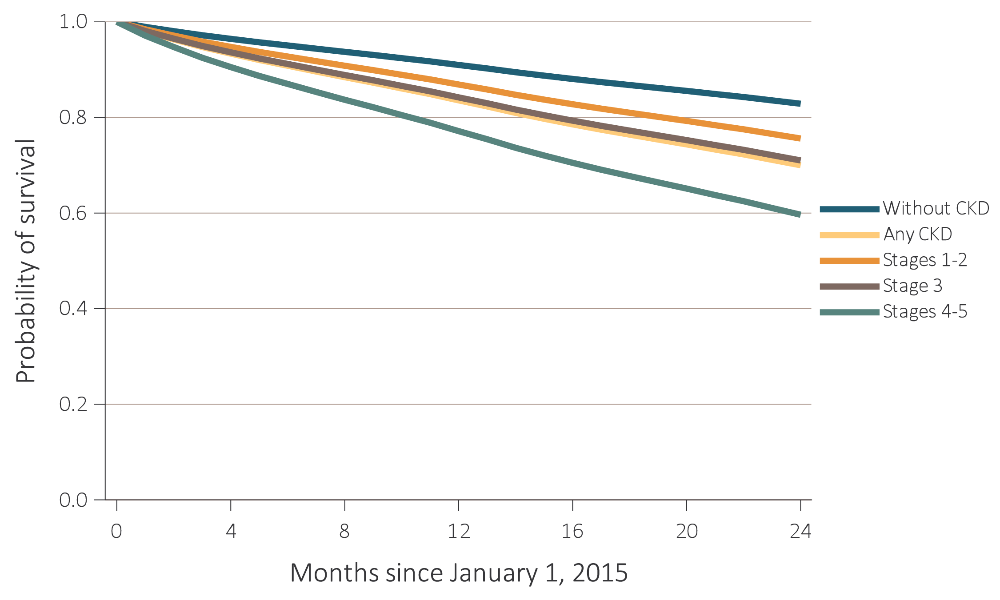 Probability of survival
1.0
0.8
0.6
0.4
0.2
0.0
0 4 8 12 16 20 24
Months since January 1, 2015
Without CKD
Any CKD
Stages 1-2
Stage 3
Stages 4-5